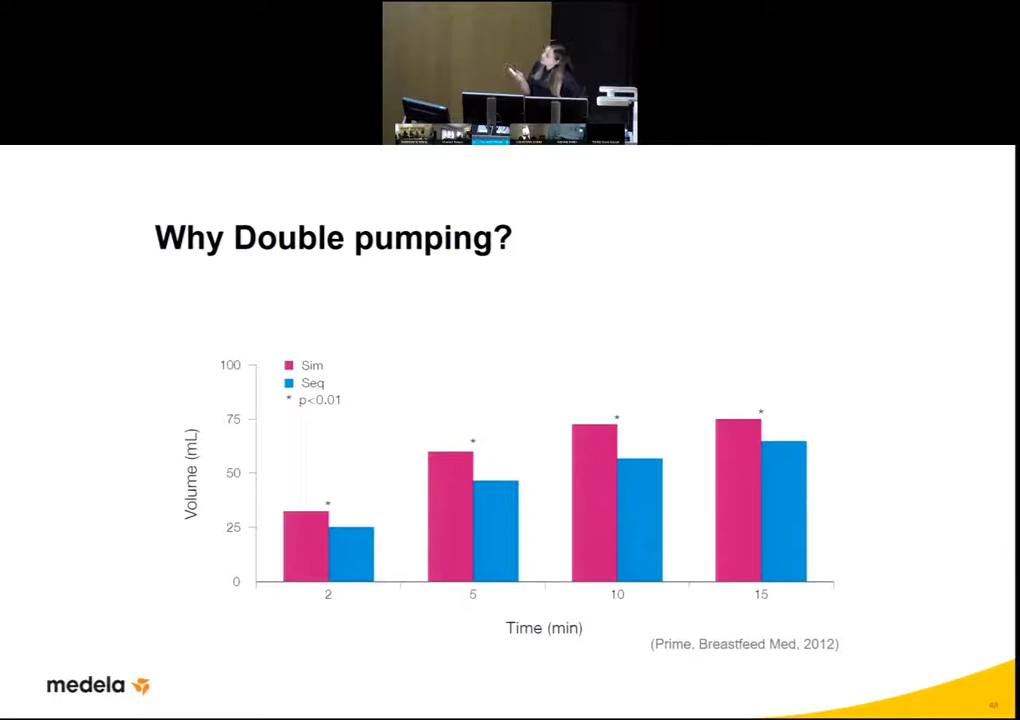 Why Double pumping?
100
75
50
25
0
Volume (mL)
Sim
Seq
* p<0.01
*
*
*
*
2
5
10
15
Time (min)
(Prime, Breastfeed Med, 2012)
medela
48